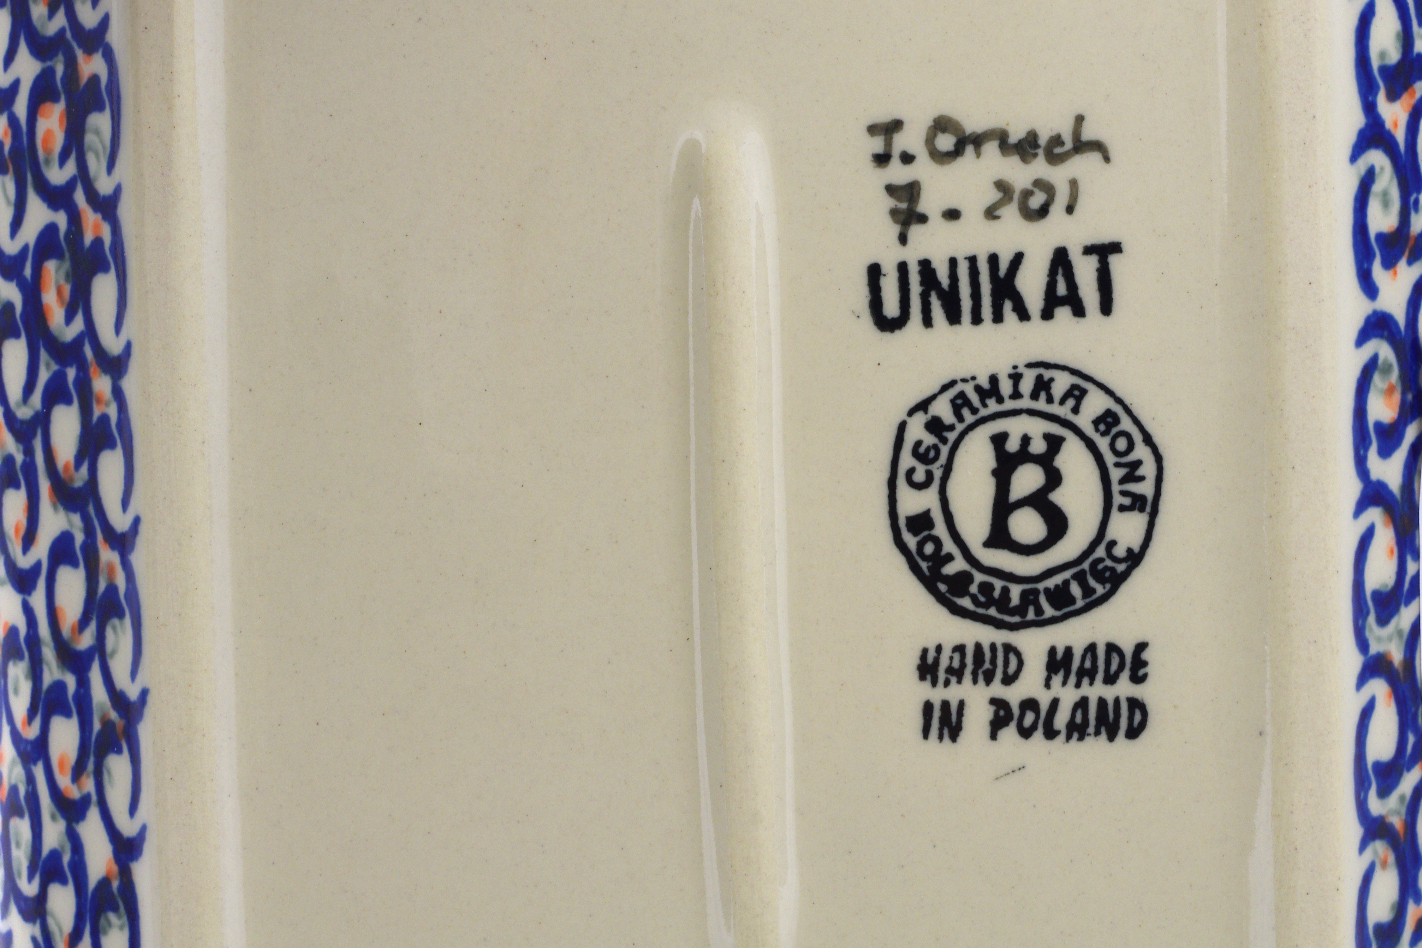 J. Orzech
7-201
UNIKAT
CERAMIKA BONA
B
BOLESŁAWIEC
HAND MADE
IN POLAND